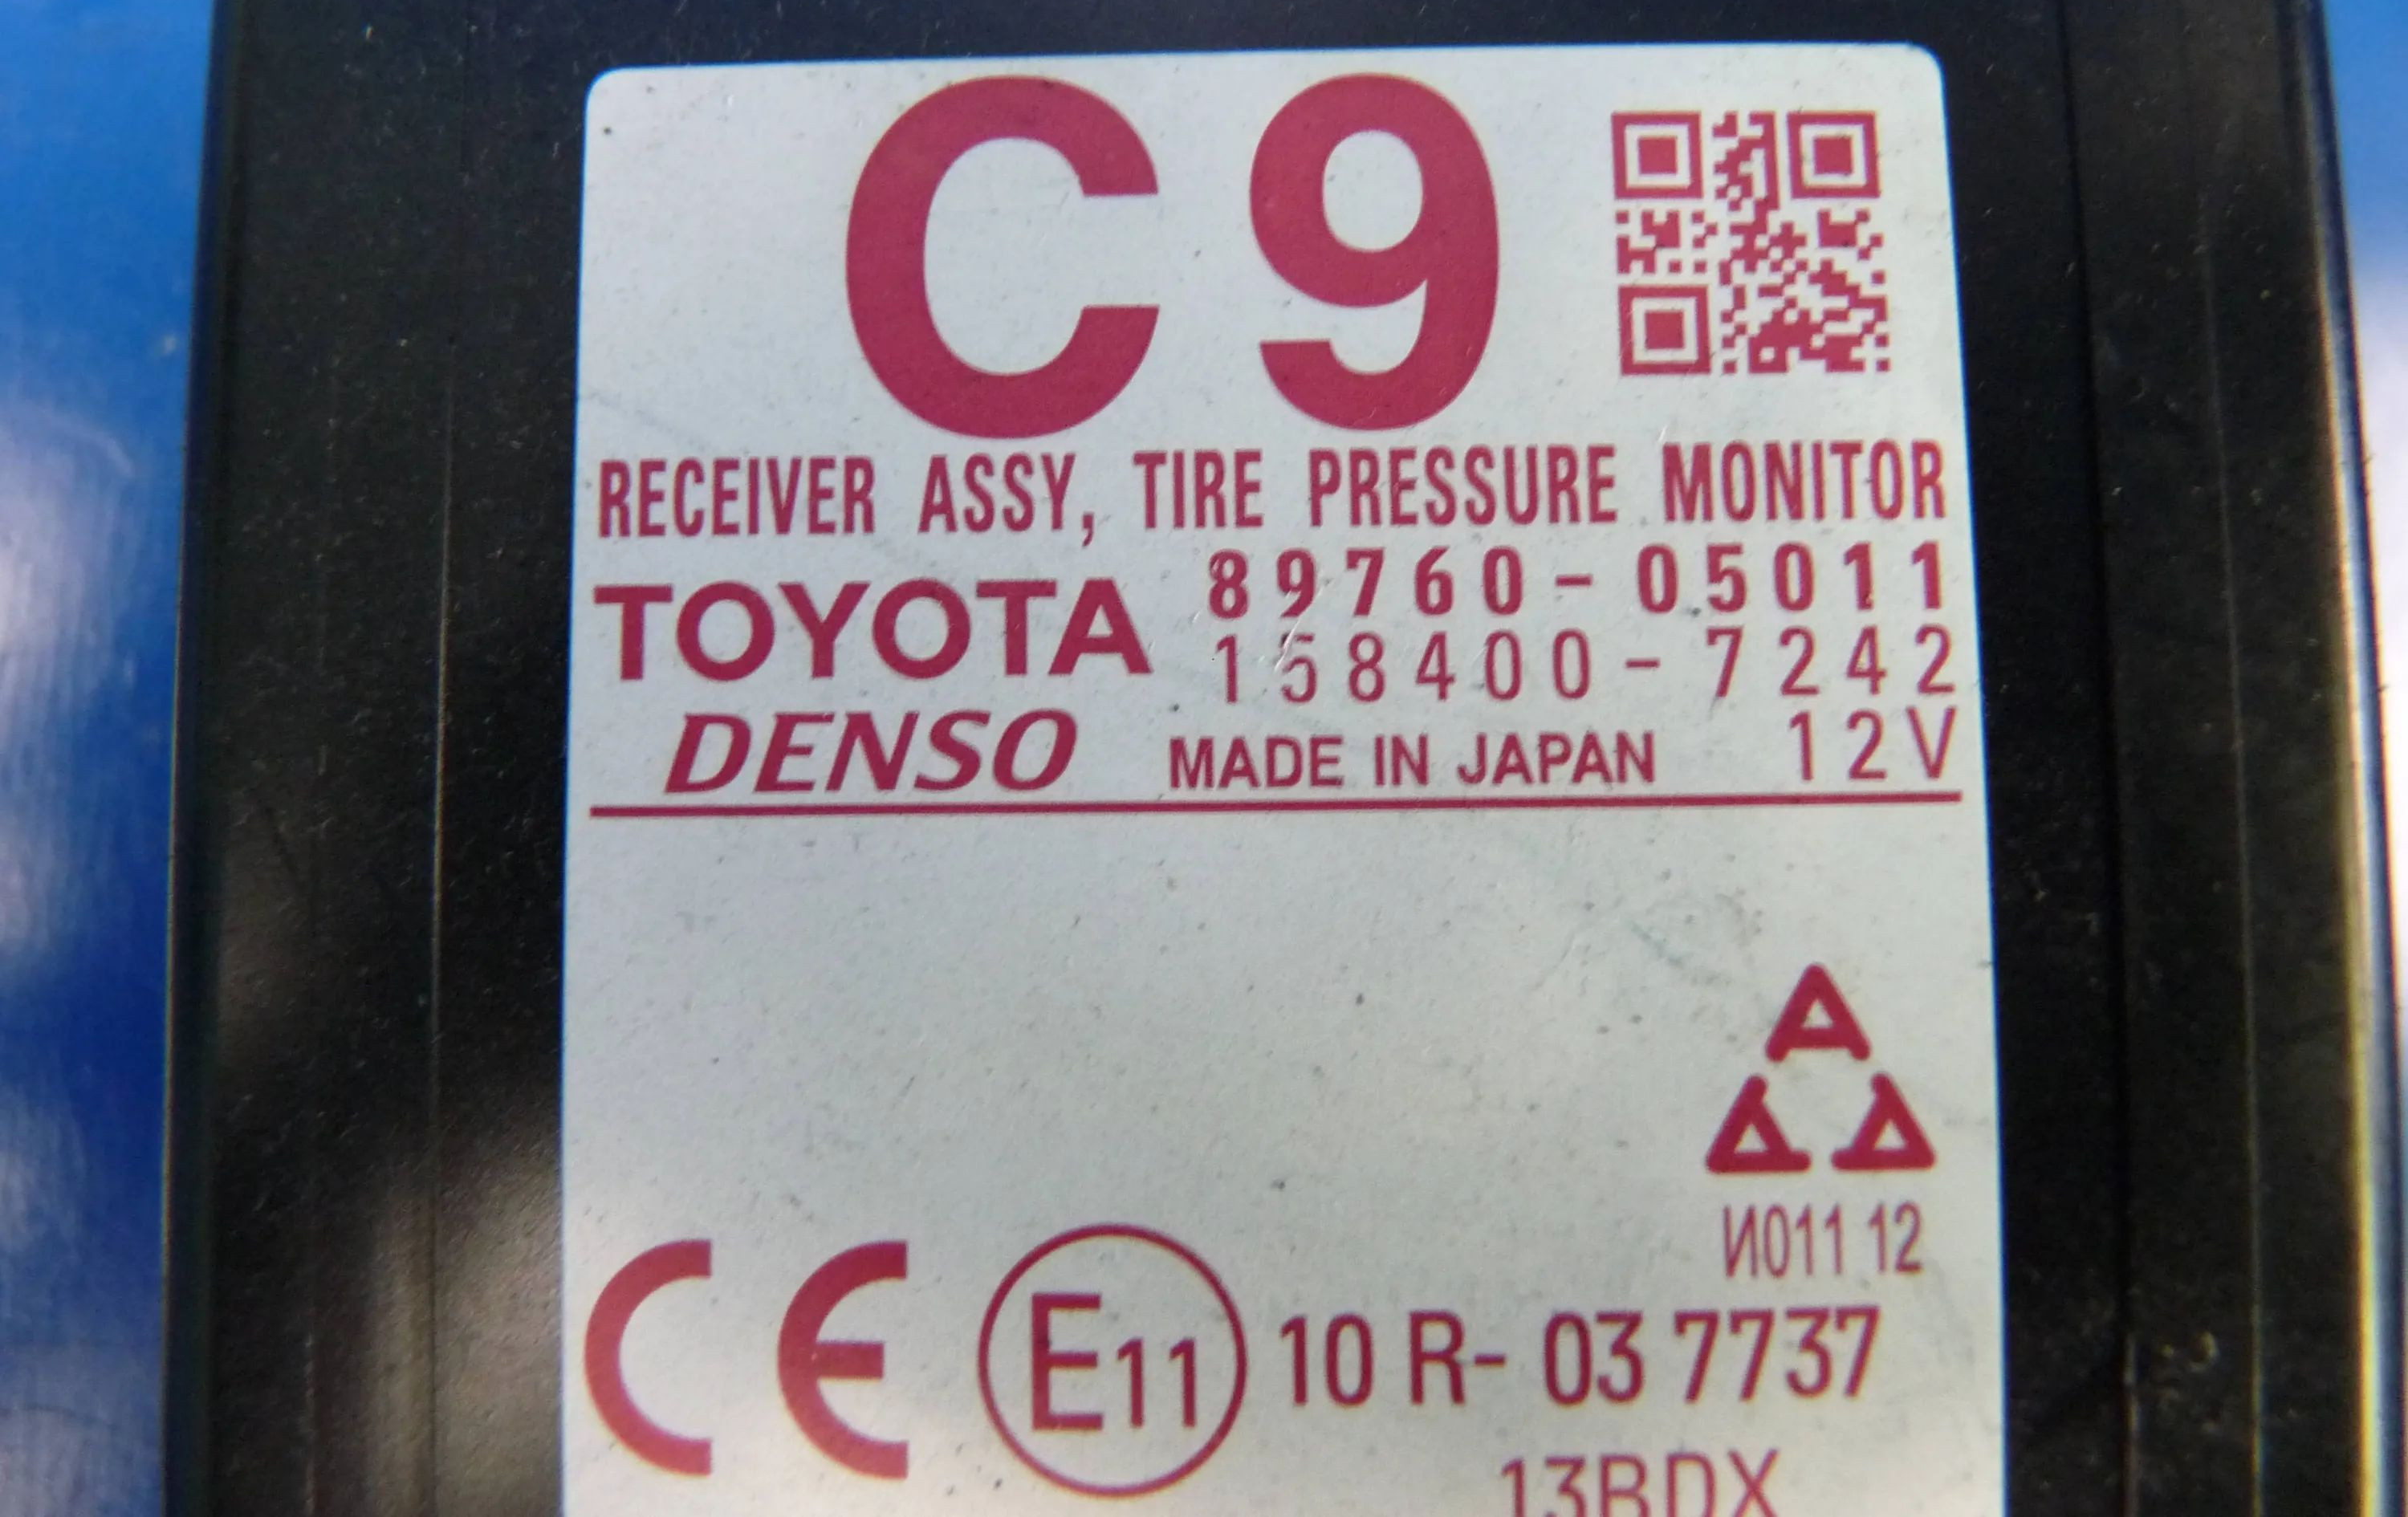 C9
RECEIVER ASSY, TIRE PRESSURE MONITOR
TOYOTA 89760-05011
158400-7242
DENSO MADE IN JAPAN 12V
И011 12
CE E11 10 R- 03 7737
13BDX